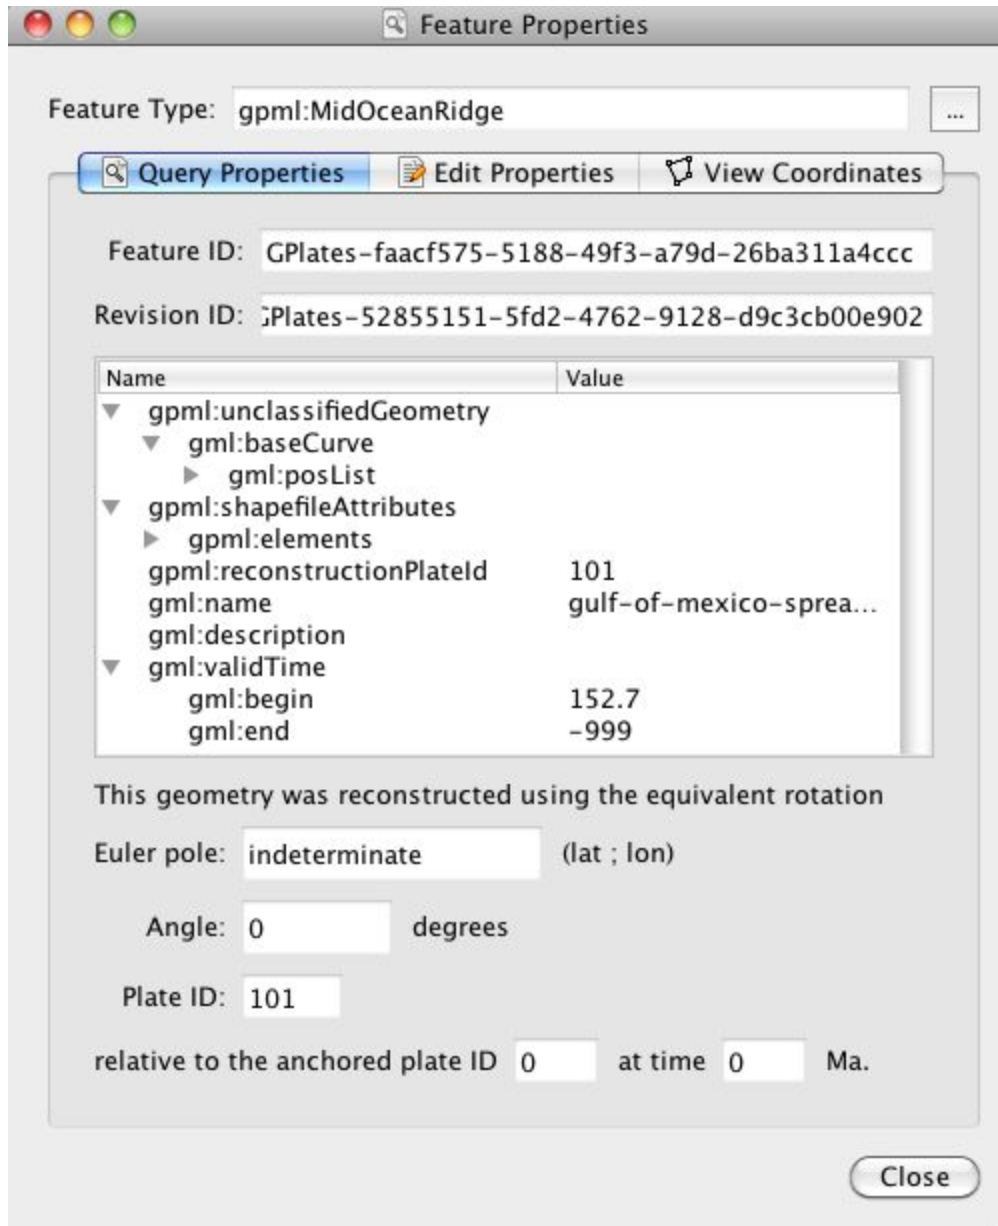 Feature Properties
Feature Type: gpml:MidOceanRidge ...
Query Properties Edit Properties View Coordinates
Feature ID: GPlates-faacf575-5188-49f3-a79d-26ba311a4ccc
Revision ID: GPlates-52855151-5fd2-4762-9128-d9c3cb00e902
Name Value
gpml:unclassifiedGeometry
gml:baseCurve
gml:posList
gpml:shapefileAttributes
gpml:elements
gpml:reconstructionPlateId 101
gml:name gulf-of-mexico-sprea...
gml:description
gml:validTime
gml:begin 152.7
gml:end -999
This geometry was reconstructed using the equivalent rotation
Euler pole: indeterminate (lat ; lon)
Angle: 0 degrees
Plate ID: 101
relative to the anchored plate ID 0 at time 0 Ma.
Close